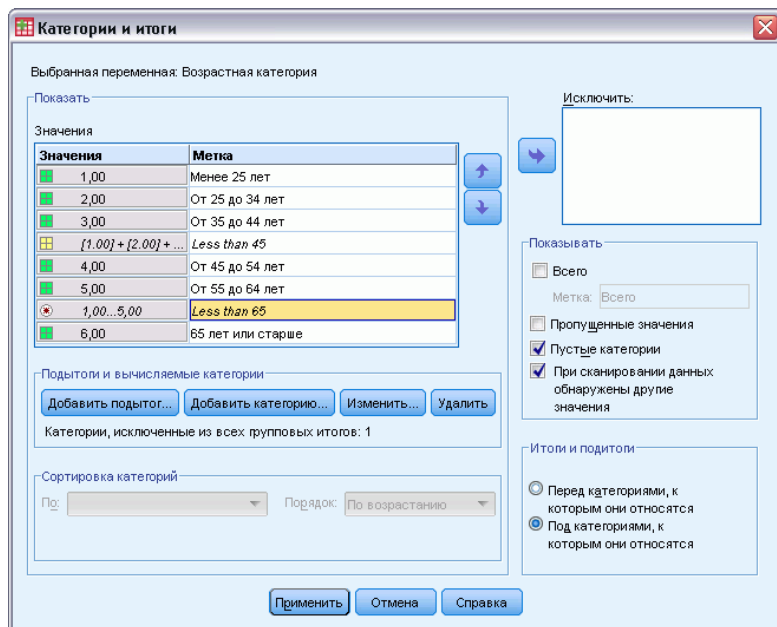 Категории и итоги
Выбранная переменная: Возрастная категория
Показать
Значения
Значения Метка
1,00 Менее 25 лет
2,00 От 25 до 34 лет
3,00 От 35 до 44 лет
[1.00] + [2.00] + ... Less than 45
4,00 От 45 до 54 лет
5,00 От 55 до 64 лет
1,00...5,00 Less than 65
6,00 65 лет или старше
Подытоги и вычисляемые категории
Добавить подытог... Добавить категорию... Изменить... Удалить
Категории, исключенные из всех групповых итогов: 1
Сортировка категорий
По: Порядок: По возрастанию
Исключить:
Показывать
Всего
Метка: Всего
Пропущенные значения
Пустые категории
При сканировании данных
обнаружены другие
значения
Итоги и подитоги
Перед категориями, к
которым они относятся
Под категориями, к
которым они относятся
Применить Отмена Справка